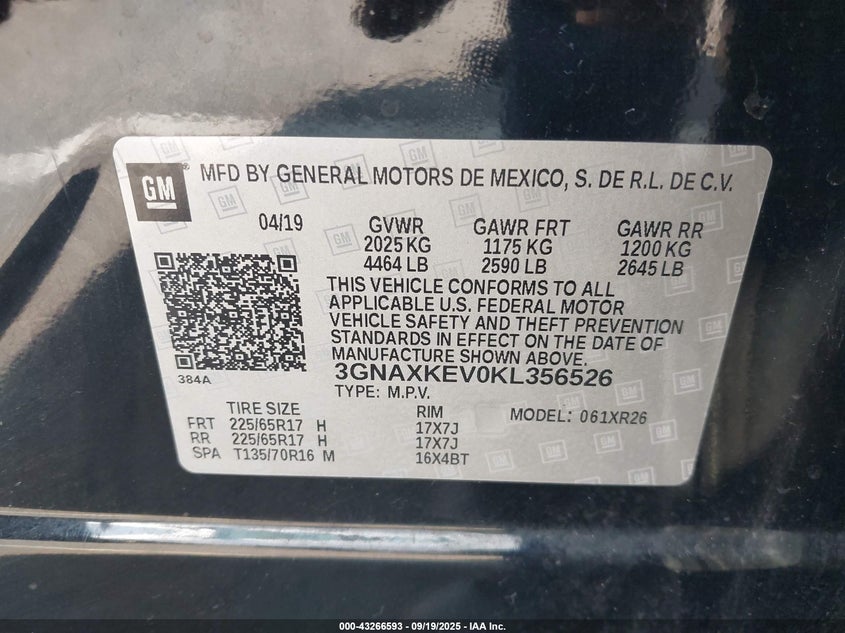 GM
MFD BY GENERAL MOTORS DE MEXICO, S. DE R.L. DE C.V.
04/19 GVWR GAWR FRT GAWR RR
2025 KG 1175 KG 1200 KG
4464 LB 2590 LB 2645 LB
THIS VEHICLE CONFORMS TO ALL
APPLICABLE U.S. FEDERAL MOTOR
VEHICLE SAFETY AND THEFT PREVENTION
STANDARDS IN EFFECT ON THE DATE OF
MANUFACTURE SHOWN ABOVE.
384A
3GNAXKEV0KL356526
TYPE: M.P.V.
TIRE SIZE RIM MODEL: 061XR26
FRT 225/65R17 H 17X7J
RR 225/65R17 H 17X7J
SPA T135/70R16 M 16X4BT
000-43266593 - 09/19/2025 - IAA Inc.